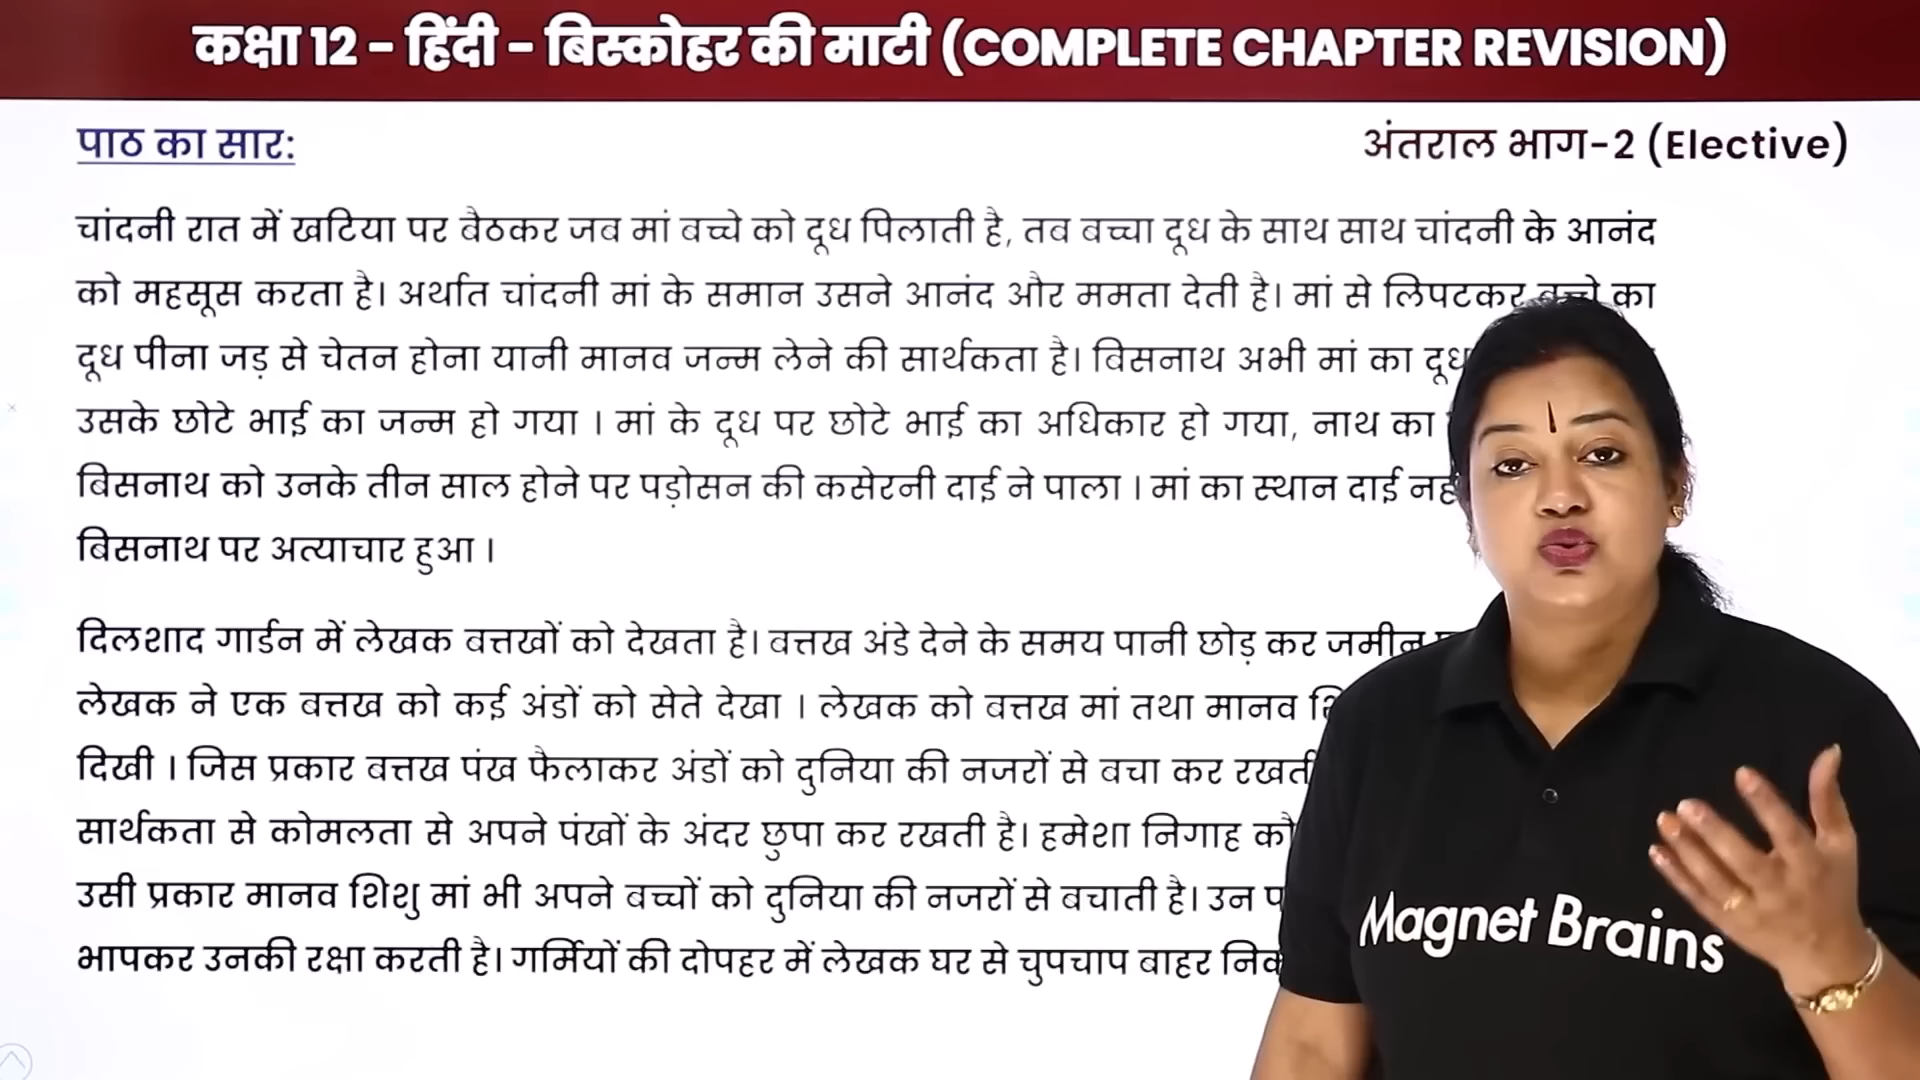 कक्षा 12 - हिंदी - बिस्कोहर की माटी (COMPLETE CHAPTER REVISION)
पाठ का सार:
अंतराल भाग-2 (Elective)
चांदनी रात में खटिया पर बैठकर जब मां बच्चे को दूध पिलाती है, तब बच्चा दूध के साथ साथ चांदनी के आनंद
को महसूस करता है। अर्थात चांदनी मां के समान उसने आनंद और ममता देती है। मां से लिपटकर बच्चे का
दूध पीना जड़ से चेतन होना यानी मानव जन्म लेने की सार्थकता है। बिसनाथ अभी मां का दूध
उसके छोटे भाई का जन्म हो गया । मां के दूध पर छोटे भाई का अधिकार हो गया, नाथ का
बिसनाथ को उनके तीन साल होने पर पड़ोसन की कसेरनी दाई ने पाला । मां का स्थान दाई
बिसनाथ पर अत्याचार हुआ ।
दिलशाद गार्डन में लेखक बत्तखों को देखता है। बत्तख अंडे देने के समय पानी छोड़ कर जमीन
लेखक ने एक बत्तख को कई अंडों को सेते देखा । लेखक को बत्तख मां तथा मानव
दिखी । जिस प्रकार बत्तख पंख फैलाकर अंडों को दुनिया की नजरों से बचा कर रखती
सार्थकता से कोमलता से अपने पंखों के अंदर छुपा कर रखती है। हमेशा निगाह
उसी प्रकार मानव शिशु मां भी अपने बच्चों को दुनिया की नजरों से बचाती है। उन
भापकर उनकी रक्षा करती है। गर्मियों की दोपहर में लेखक घर से चुपचाप बाहर
Magnet Brains